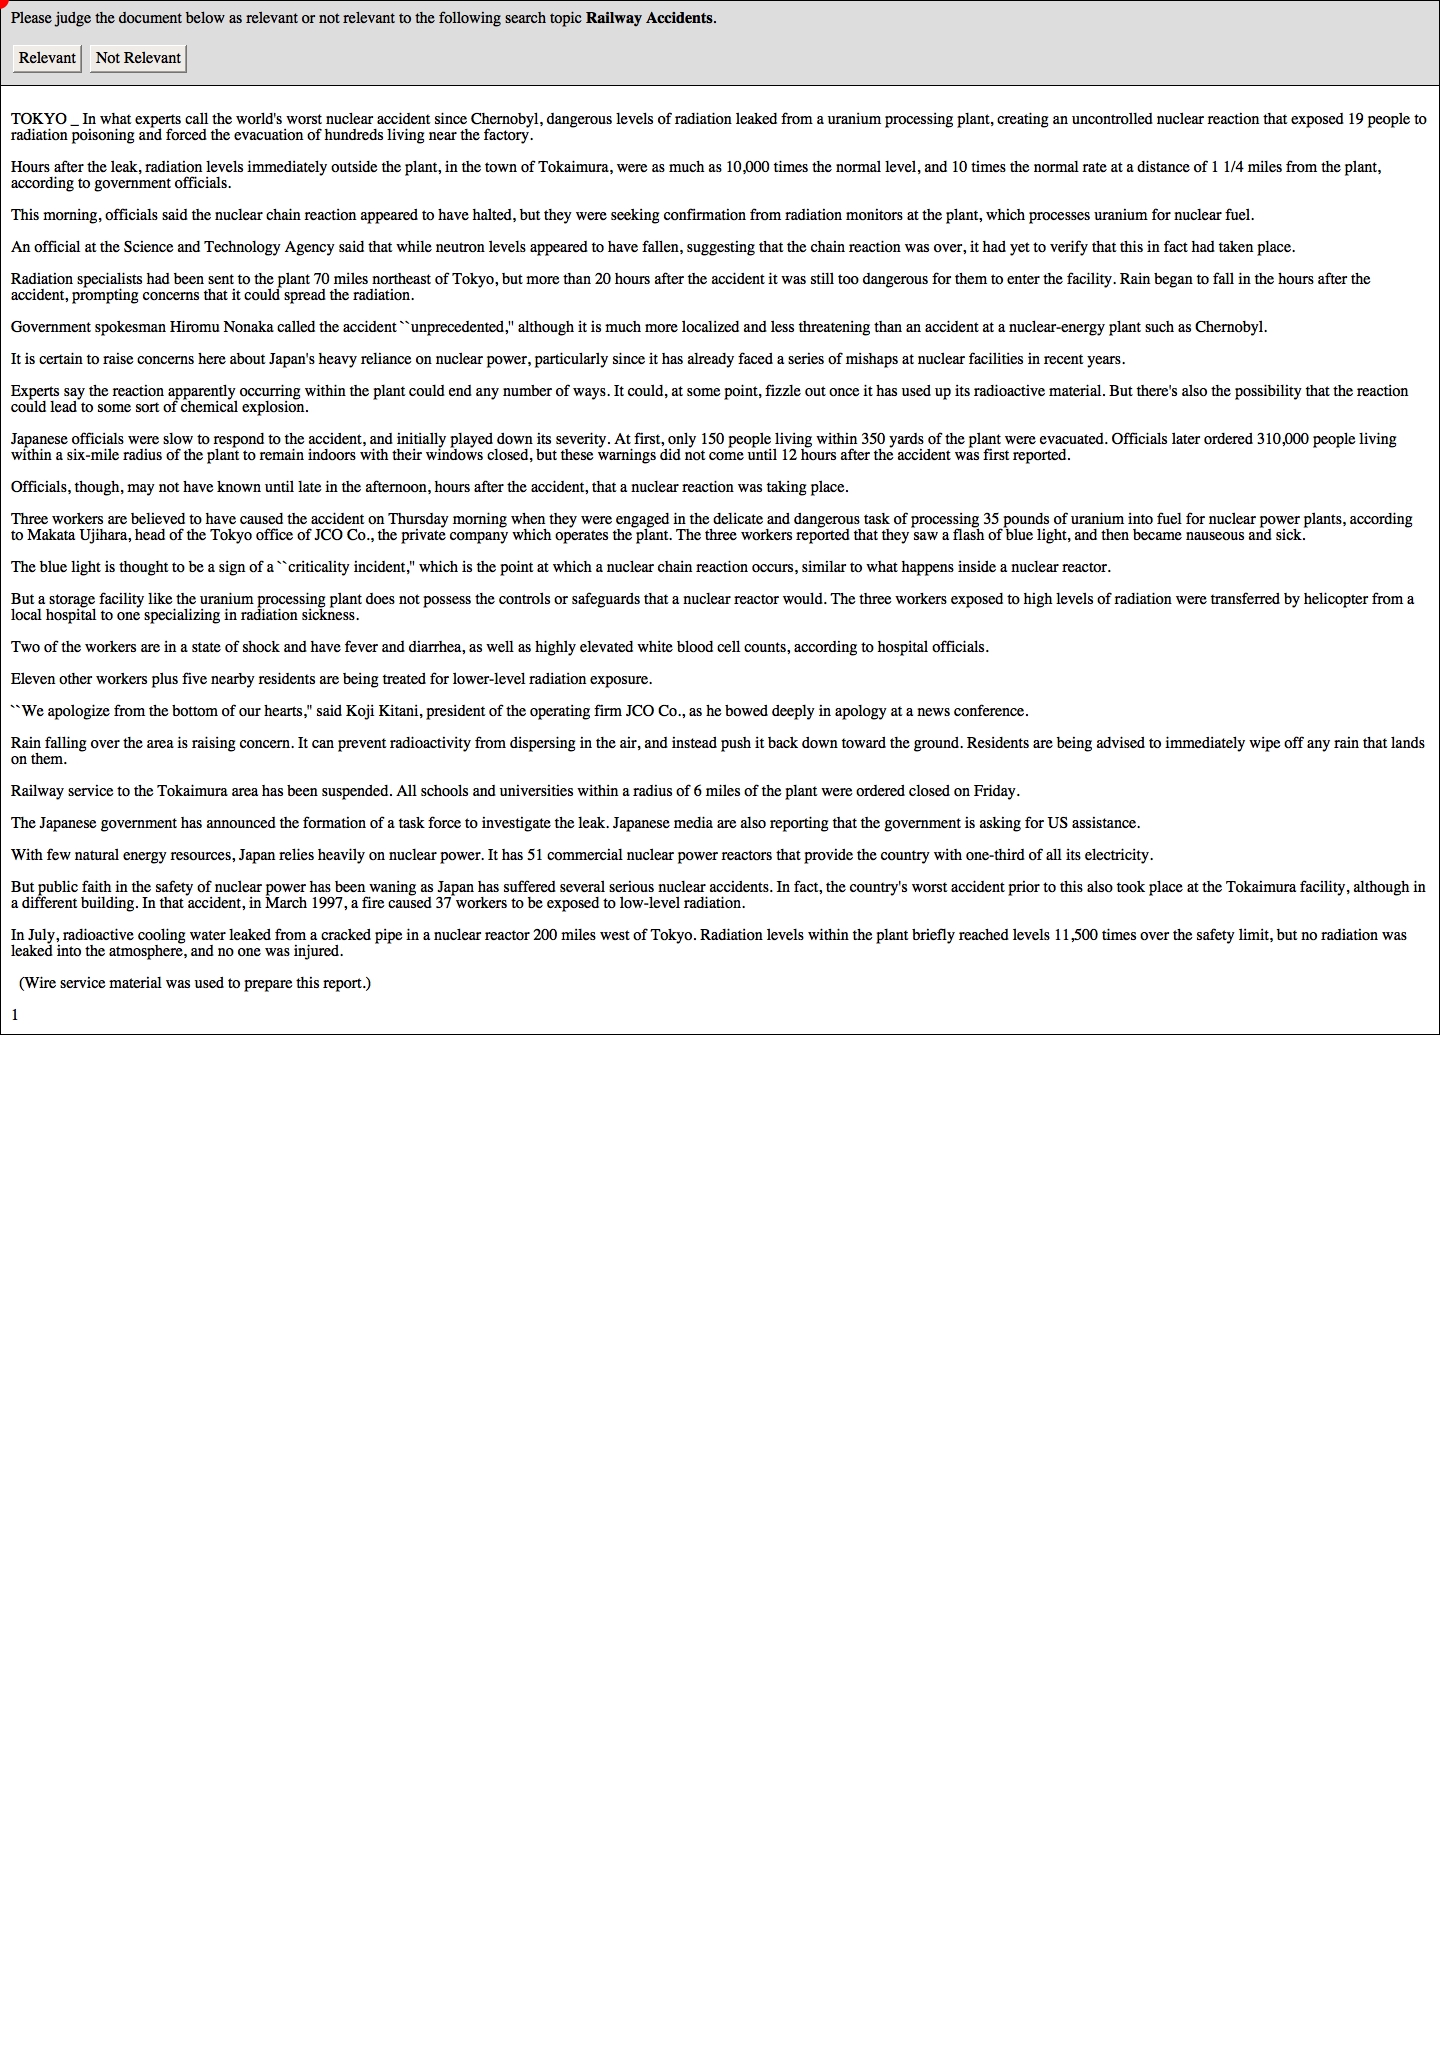 Please judge the document below as relevant or not relevant to the following search topic Railway Accidents.
Relevant Not Relevant
TOKYO _ In what experts call the world's worst nuclear accident since Chernobyl, dangerous levels of radiation leaked from a uranium processing plant, creating an uncontrolled nuclear reaction that exposed 19 people to
radiation poisoning and forced the evacuation of hundreds living near the factory.
Hours after the leak, radiation levels immediately outside the plant, in the town of Tokaimura, were as much as 10,000 times the normal level, and 10 times the normal rate at a distance of 1 1/4 miles from the plant,
according to government officials.
This morning, officials said the nuclear chain reaction appeared to have halted, but they were seeking confirmation from radiation monitors at the plant, which processes uranium for nuclear fuel.
An official at the Science and Technology Agency said that while neutron levels appeared to have fallen, suggesting that the chain reaction was over, it had yet to verify that this in fact had taken place.
Radiation specialists had been sent to the plant 70 miles northeast of Tokyo, but more than 20 hours after the accident it was still too dangerous for them to enter the facility. Rain began to fall in the hours after the
accident, prompting concerns that it could spread the radiation.
Government spokesman Hiromu Nonaka called the accident ``unprecedented,'' although it is much more localized and less threatening than an accident at a nuclear-energy plant such as Chernobyl.
It is certain to raise concerns here about Japan's heavy reliance on nuclear power, particularly since it has already faced a series of mishaps at nuclear facilities in recent years.
Experts say the reaction apparently occurring within the plant could end any number of ways. It could, at some point, fizzle out once it has used up its radioactive material. But there's also the possibility that the reaction
could lead to some sort of chemical explosion.
Japanese officials were slow to respond to the accident, and initially played down its severity. At first, only 150 people living within 350 yards of the plant were evacuated. Officials later ordered 310,000 people living
within a six-mile radius of the plant to remain indoors with their windows closed, but these warnings did not come until 12 hours after the accident was first reported.
Officials, though, may not have known until late in the afternoon, hours after the accident, that a nuclear reaction was taking place.
Three workers are believed to have caused the accident on Thursday morning when they were engaged in the delicate and dangerous task of processing 35 pounds of uranium into fuel for nuclear power plants, according
to Makata Ujihara, head of the Tokyo office of JCO Co., the private company which operates the plant. The three workers reported that they saw a flash of blue light, and then became nauseous and sick.
The blue light is thought to be a sign of a ``criticality incident,'' which is the point at which a nuclear chain reaction occurs, similar to what happens inside a nuclear reactor.
But a storage facility like the uranium processing plant does not possess the controls or safeguards that a nuclear reactor would. The three workers exposed to high levels of radiation were transferred by helicopter from a
local hospital to one specializing in radiation sickness.
Two of the workers are in a state of shock and have fever and diarrhea, as well as highly elevated white blood cell counts, according to hospital officials.
Eleven other workers plus five nearby residents are being treated for lower-level radiation exposure.
``We apologize from the bottom of our hearts,'' said Koji Kitani, president of the operating firm JCO Co., as he bowed deeply in apology at a news conference.
Rain falling over the area is raising concern. It can prevent radioactivity from dispersing in the air, and instead push it back down toward the ground. Residents are being advised to immediately wipe off any rain that lands
on them.
Railway service to the Tokaimura area has been suspended. All schools and universities within a radius of 6 miles of the plant were ordered closed on Friday.
The Japanese government has announced the formation of a task force to investigate the leak. Japanese media are also reporting that the government is asking for US assistance.
With few natural energy resources, Japan relies heavily on nuclear power. It has 51 commercial nuclear power reactors that provide the country with one-third of all its electricity.
But public faith in the safety of nuclear power has been waning as Japan has suffered several serious nuclear accidents. In fact, the country's worst accident prior to this also took place at the Tokaimura facility, although in
a different building. In that accident, in March 1997, a fire caused 37 workers to be exposed to low-level radiation.
In July, radioactive cooling water leaked from a cracked pipe in a nuclear reactor 200 miles west of Tokyo. Radiation levels within the plant briefly reached levels 11,500 times over the safety limit, but no radiation was
leaked into the atmosphere, and no one was injured.
(Wire service material was used to prepare this report.)
1